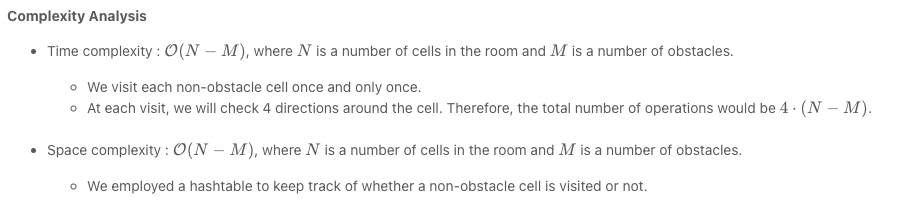 Complexity Analysis
• Time complexity : 𝒪(N − M), where N is a number of cells in the room and M is a number of obstacles.
◦ We visit each non-obstacle cell once and only once.
◦ At each visit, we will check 4 directions around the cell. Therefore, the total number of operations would be 4 · (N − M).
• Space complexity : 𝒪(N − M), where N is a number of cells in the room and M is a number of obstacles.
◦ We employed a hashtable to keep track of whether a non-obstacle cell is visited or not.